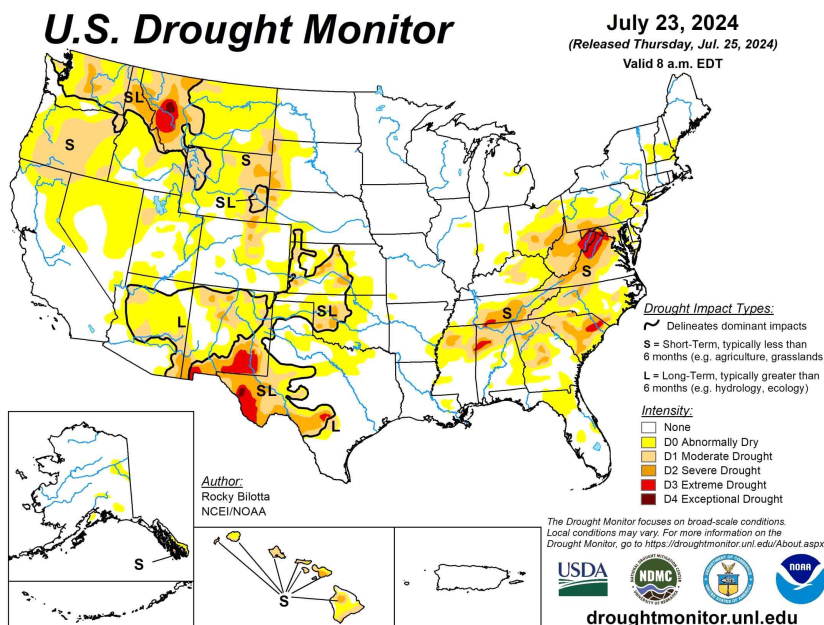 U.S. Drought Monitor
July 23, 2024
(Released Thursday, Jul. 25, 2024)
Valid 8 a.m. EDT
SL
S
S
SL
L
SL
SL
L
S
S
S
S
Drought Impact Types:
Delineates dominant impacts
S = Short-Term, typically less than
6 months (e.g. agriculture, grasslands
L = Long-Term, typically greater than
6 months (e.g. hydrology, ecology)
Intensity:
None
D0 Abnormally Dry
D1 Moderate Drought
D2 Severe Drought
D3 Extreme Drought
D4 Exceptional Drought
Author:
Rocky Bilotta
NCEI/NOAA
The Drought Monitor focuses on broad-scale conditions.
Local conditions may vary. For more information on the
Drought Monitor, go to https://droughtmonitor.unl.edu/About.aspx
USDA
NDMC
NOAA
droughtmonitor.unl.edu